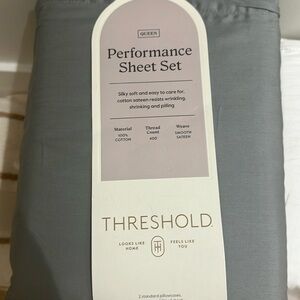 QUEEN
Performance
Sheet Set
Silky soft and easy to care for,
cotton sateen resists wrinkling,
shrinking and pilling
Material Thread Count Weave
100% COTTON 400 SMOOTH SATEEN
THRESHOLD
LOOKS LIKE HOME TH FEELS LIKE YOU
2 standard pillowcases,